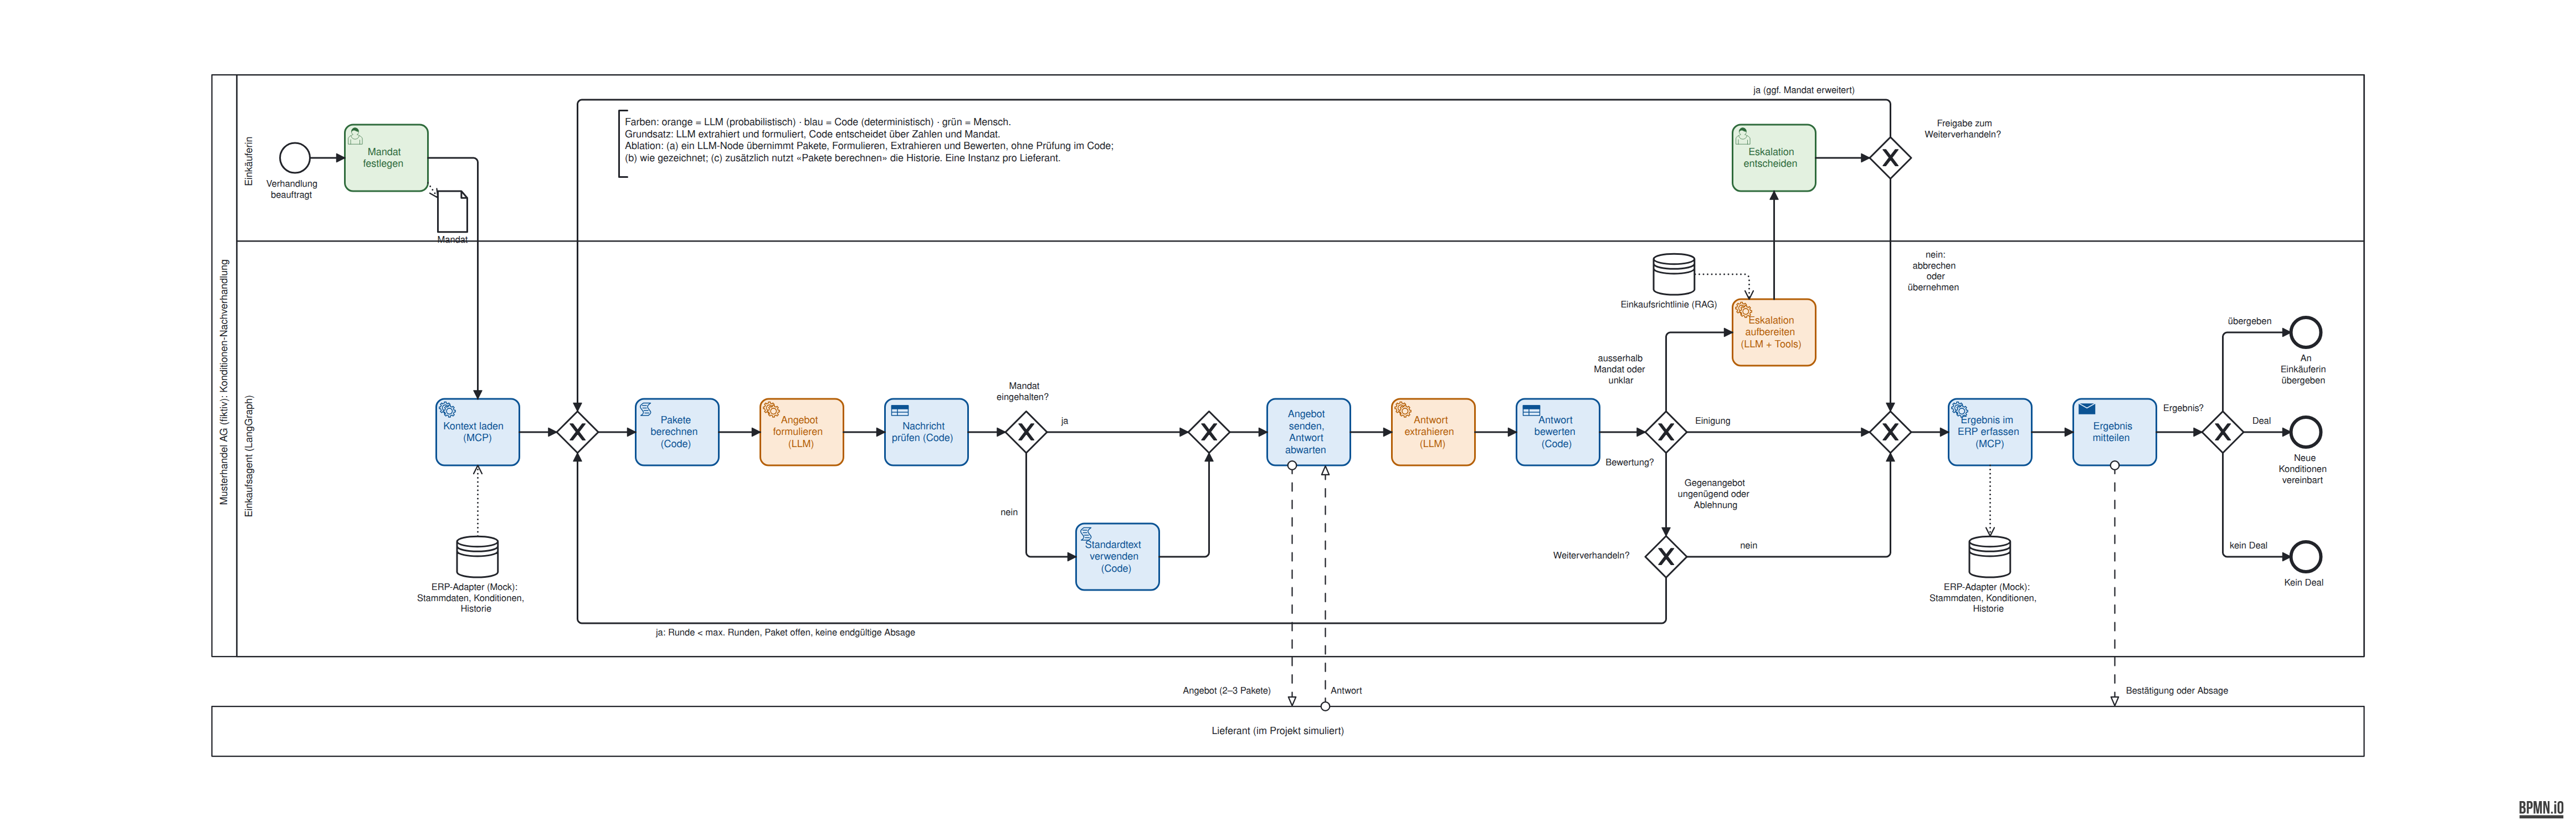 Musterhandel AG (fiktiv): Konditionen-Nachverhandlung
Einkäuferin
Verhandlung
beauftragt
Mandat
festlegen
Mandat
Farben: orange = LLM (probabilistisch) · blau = Code (deterministisch) · grün = Mensch.
Grundsatz: LLM extrahiert und formuliert, Code entscheidet über Zahlen und Mandat.
Ablation: (a) ein LLM-Node übernimmt Pakete, Formulieren, Extrahieren und Bewerten, ohne Prüfung im Code;
(b) wie gezeichnet; (c) zusätzlich nutzt «Pakete berechnen» die Historie. Eine Instanz pro Lieferant.
ja (ggf. Mandat erweitert)
Eskalation
entscheiden
Freigabe zum
Weiterverhandeln?
Einkaufsagent (LangGraph)
Kontext laden
(MCP)
ERP-Adapter (Mock):
Stammdaten, Konditionen,
Historie
Pakete
berechnen
(Code)
Angebot
formulieren
(LLM)
Nachricht
prüfen (Code)
Mandat
eingehalten?
ja
nein
Standardtext
verwenden
(Code)
Angebot
senden,
Antwort
abwarten
Antwort
extrahieren
(LLM)
Antwort
bewerten
(Code)
Bewertung?
ausserhalb
Mandat oder
unklar
Einkaufsrichtlinie (RAG)
Eskalation
aufbereiten
(LLM + Tools)
nein:
abbrechen
oder
übernehmen
Einigung
Gegenangebot
ungenügend oder
Ablehnung
Weiterverhandeln?
nein
ja: Runde < max. Runden, Paket offen, keine endgültige Absage
Ergebnis im
ERP erfassen
(MCP)
ERP-Adapter (Mock):
Stammdaten, Konditionen,
Historie
Ergebnis
mitteilen
Ergebnis?
übergeben
An
Einkäuferin
übergeben
Deal
Neue
Konditionen
vereinbart
kein Deal
Kein Deal
Angebot (2–3 Pakete)
Antwort
Bestätigung oder Absage
Lieferant (im Projekt simuliert)
BPMN.iO